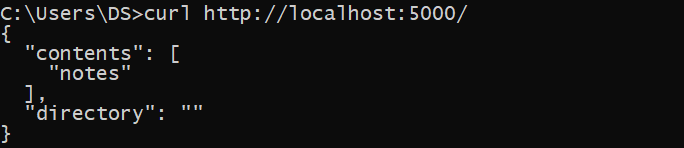 C:\Users\DS>curl http://localhost:5000/
{
  "contents": [
    "notes"
  ],
  "directory": ""
}